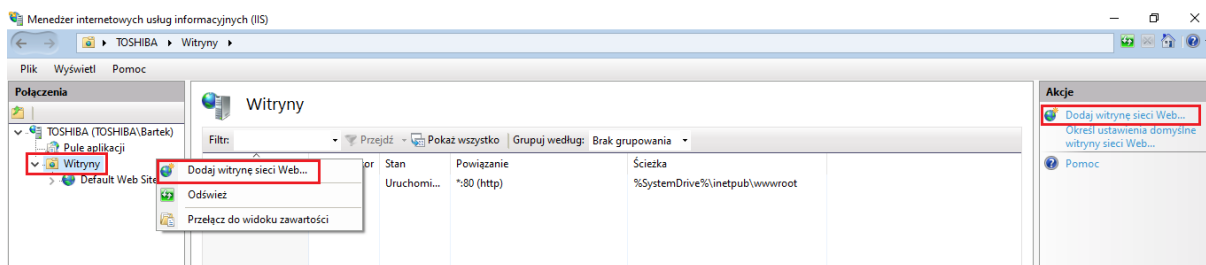 Menedżer internetowych usług informacyjnych (IIS)
TOSHIBA Witryny
Plik Wyświetl Pomoc
Połączenia
TOSHIBA (TOSHIBA\Bartek)
Pule aplikacji
Witryny
Default Web Site
Dodaj witrynę sieci Web...
Odśwież
Przełącz do widoku zawartości
Witryny
Filtr: Przejdź Pokaż wszystko Grupuj według: Brak grupowania
Stan Powiązanie Ścieżka
Uruchomi... *:80 (http) %SystemDrive%\inetpub\wwwroot
Akcje
Dodaj witrynę sieci Web...
Określ ustawienia domyślne
witryny sieci Web...
Pomoc